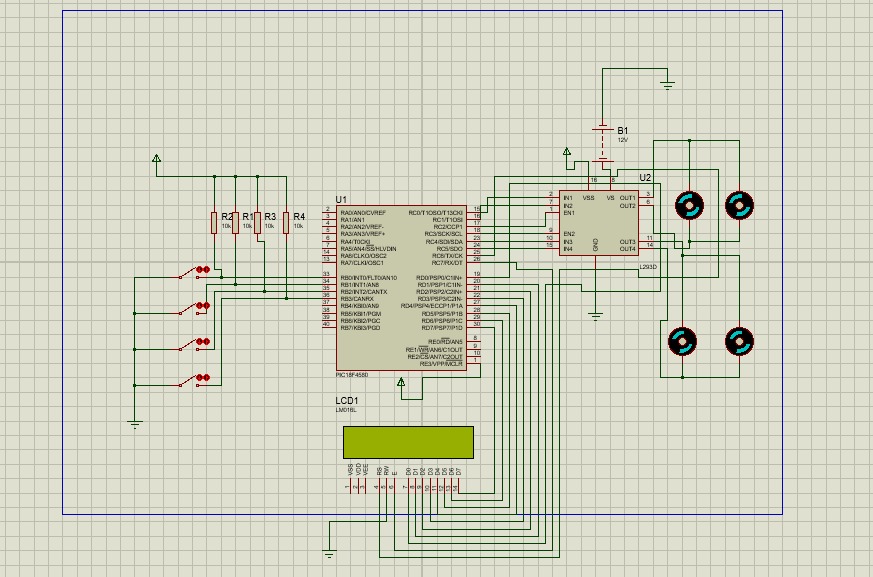 B1
12V
U2
16
8
2
7
1
9
10
15
IN1
IN2
EN1
EN2
IN3
IN4
VSS
VS
GND
OUT1
OUT2
OUT3
OUT4
3
6
11
14
L293D
R2
10k
R1
10k
R3
10k
R4
10k
U1
2 RA0/AN0/CVREF
3 RA1/AN1
4 RA2/AN2/VREF-
5 RA3/AN3/VREF+
6 RA4/T0CKI
7 RA5/AN4/SS/HLVDIN
14 RA6/CLKO/OSC2
13 RA7/CLKI/OSC1
33 RB0/INT0/FLT0/AN10
34 RB1/INT1/AN8
35 RB2/INT2/CANTX
36 RB3/CANRX
37 RB4/KBI0/AN9
38 RB5/KBI1/PGM
39 RB6/KBI2/PGC
40 RB7/KBI3/PGD
RC0/T1OSO/T13CKI 15
RC1/T1OSI 16
RC2/CCP1 17
RC3/SCK/SCL 18
RC4/SDI/SDA 23
RC5/SDO 24
RC6/TX/CK 25
RC7/RX/DT 26
RD0/PSP0/C1IN+ 19
RD1/PSP1/C1IN- 20
RD2/PSP2/C2IN+ 21
RD3/PSP3/C2IN- 22
RD4/PSP4/ECCP1/P1A 27
RD5/PSP5/P1B 28
RD6/PSP6/P1C 29
RD7/PSP7/P1D 30
RE0/RD/AN5 8
RE1/WR/AN6/C1OUT 9
RE2/CS/AN7/C2OUT 10
RE3/VPP/MCLR 1
PIC18F4580
LCD1
LM016L
VSS
VDD
VEE
RS
RW
E
D0
D1
D2
D3
D4
D5
D6
D7
1
2
3
4
5
6
7
8
9
10
11
12
13
14